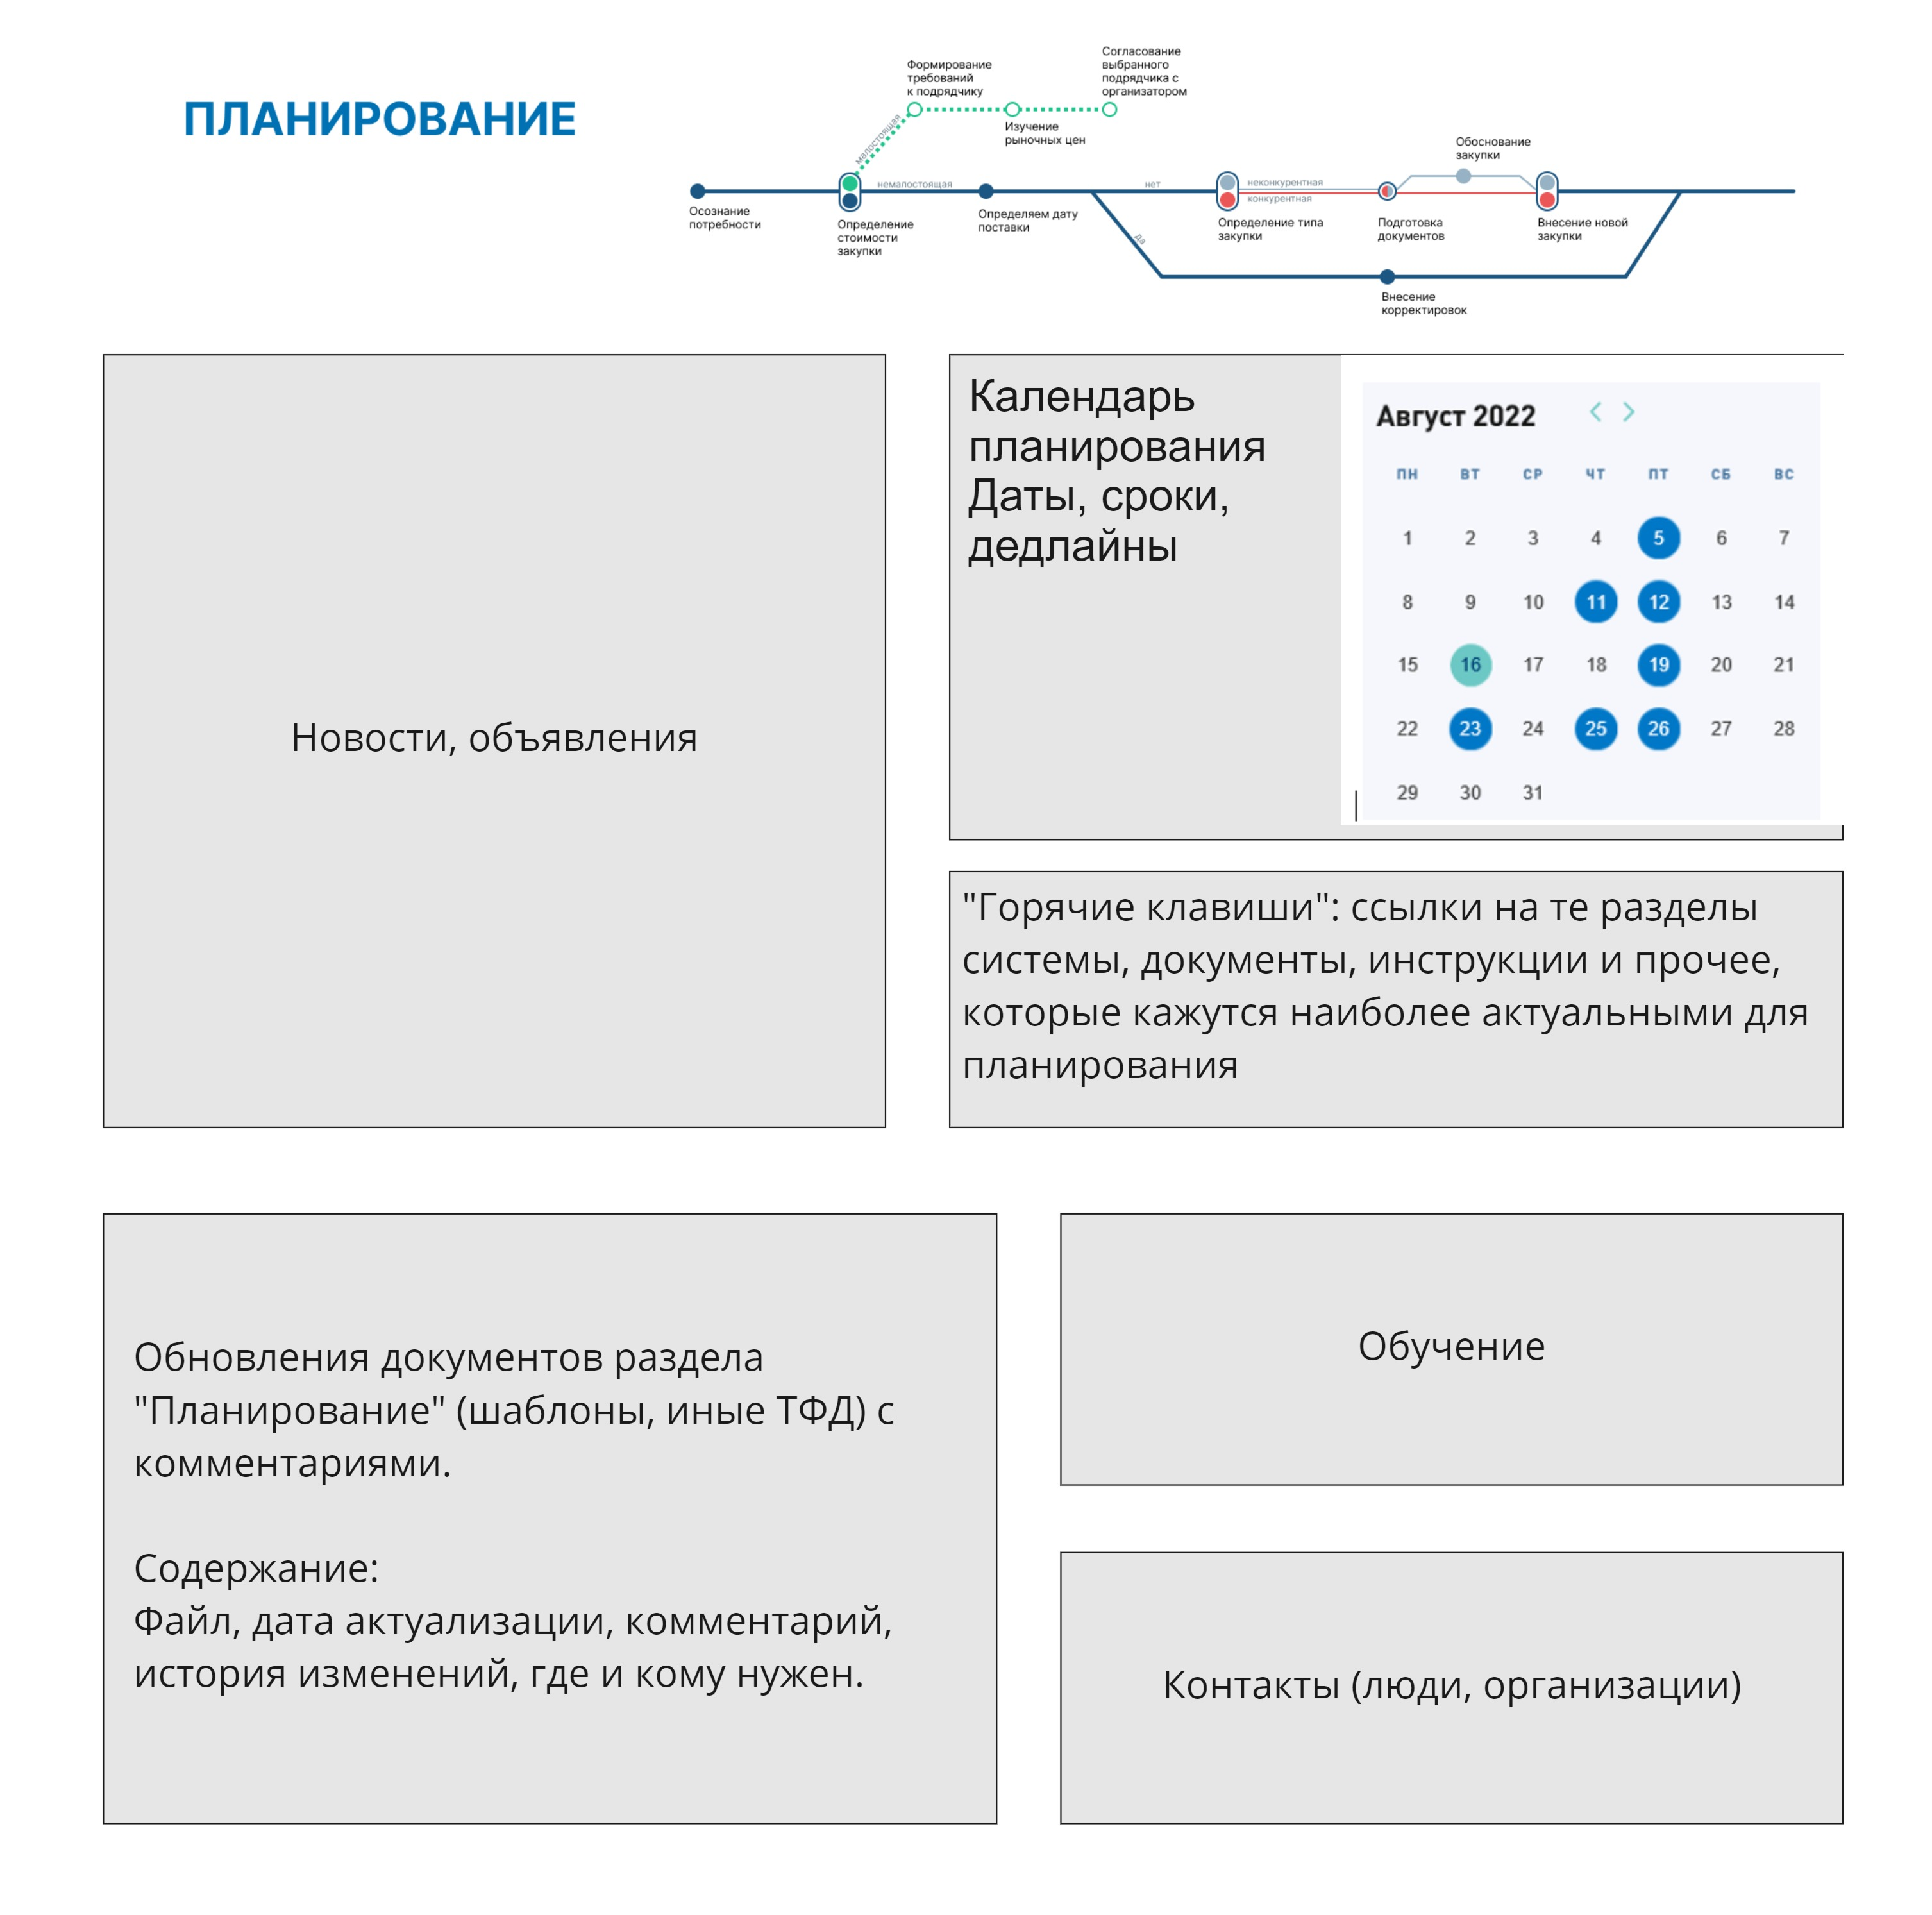 ПЛАНИРОВАНИЕ
Формирование
требований
к подрядчику
Согласование
выбранного
подрядчика с
организатором
Изучение
рыночных цен
малостоящая
немалостоящая
Осознание
потребности
Определение
стоимости
закупки
Определяем дату
поставки
нет
да
неконкурентная
конкурентная
Определение типа
закупки
Обоснование
закупки
Подготовка
документов
Внесение новой
закупки
Внесение
корректировок
Новости, объявления
Календарь
планирования
Даты, сроки,
дедлайны
Август 2022 < >
ПН ВТ СР ЧТ ПТ СБ ВС
1 2 3 4 5 6 7
8 9 10 11 12 13 14
15 16 17 18 19 20 21
22 23 24 25 26 27 28
29 30 31
"Горячие клавиши": ссылки на те разделы
системы, документы, инструкции и прочее,
которые кажутся наиболее актуальными для
планирования
Обновления документов раздела
"Планирование" (шаблоны, иные ТФД) с
комментариями.
Содержание:
Файл, дата актуализации, комментарий,
история изменений, где и кому нужен.
Обучение
Контакты (люди, организации)